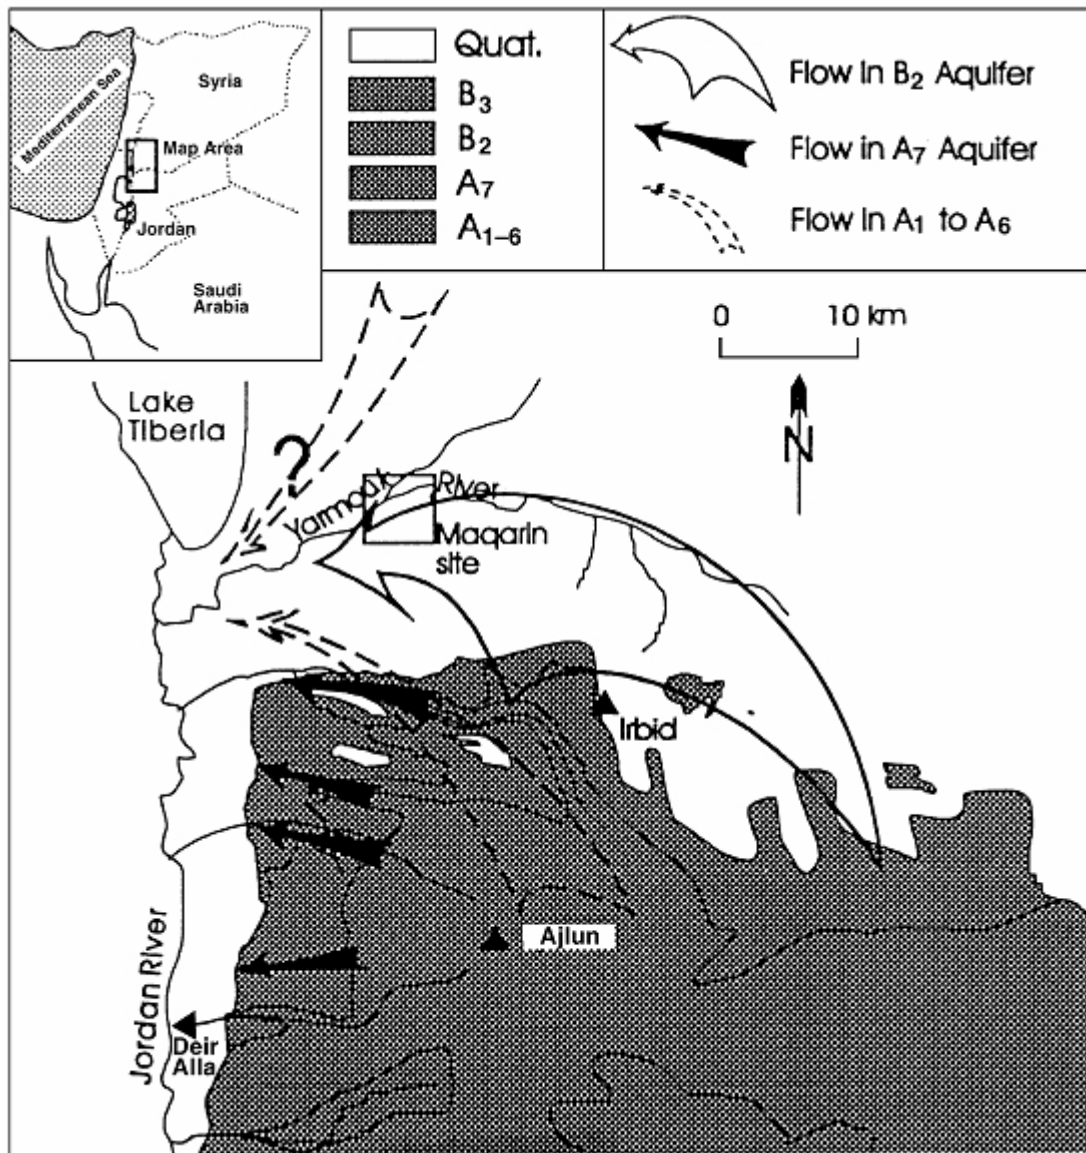 Mediterranean Sea
Syria
Map Area
Jordan
Saudi
Arabia
Quat.
B3
B2
A7
A1–6
Flow in B2 Aquifer
Flow in A7 Aquifer
Flow in A1 to A6
0 10 km
N
Lake
Tiberia
?
Yarmouk River
Maqarin
site
Irbid
Ajlun
Jordan River
Deir
Alla